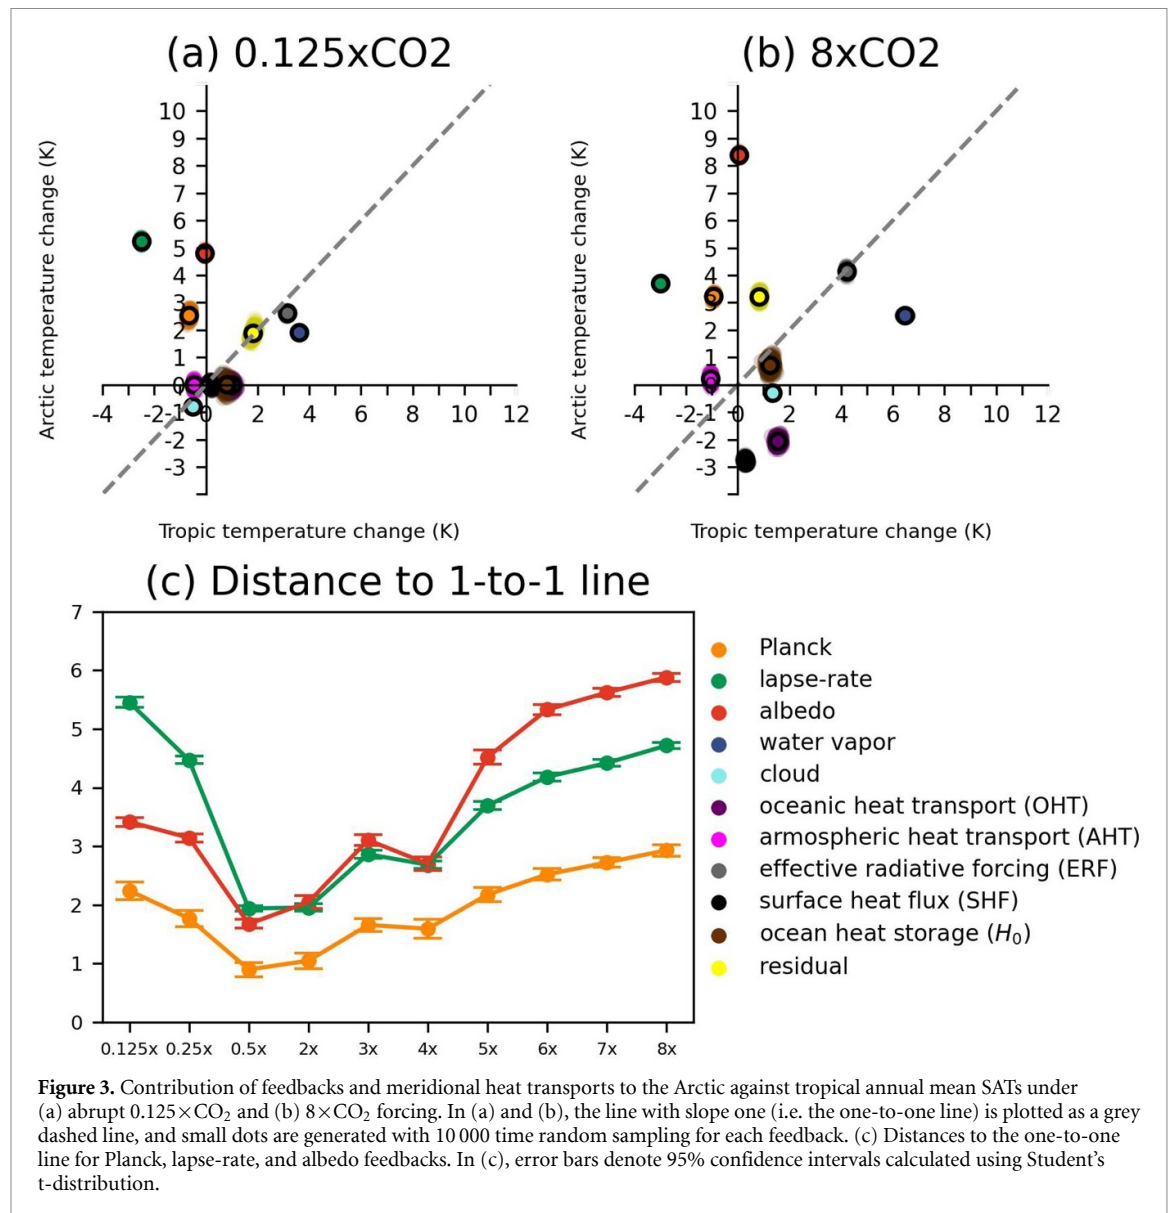 (a) 0.125xCO2
(b) 8xCO2
Arctic temperature change (K)
10
9
8
7
6
5
4
3
2
1
0
-1
-2
-3
-4
-2
0
2
4
6
8
10
12
Tropic temperature change (K)
Arctic temperature change (K)
10
9
8
7
6
5
4
3
2
1
0
-1
-2
-3
-4
-2
0
2
4
6
8
10
12
Tropic temperature change (K)
(c) Distance to 1-to-1 line
7
6
5
4
3
2
1
0
0.125x 0.25x 0.5x 2x 3x 4x 5x 6x 7x 8x
Planck
lapse-rate
albedo
water vapor
cloud
oceanic heat transport (OHT)
armospheric heat transport (AHT)
effective radiative forcing (ERF)
surface heat flux (SHF)
ocean heat storage (H₀)
residual
Figure 3. Contribution of feedbacks and meridional heat transports to the Arctic against tropical annual mean SATs under
(a) abrupt 0.125×CO₂ and (b) 8×CO₂ forcing. In (a) and (b), the line with slope one (i.e. the one-to-one line) is plotted as a grey
dashed line, and small dots are generated with 10 000 time random sampling for each feedback. (c) Distances to the one-to-one
line for Planck, lapse-rate, and albedo feedbacks. In (c), error bars denote 95% confidence intervals calculated using Student's
t-distribution.